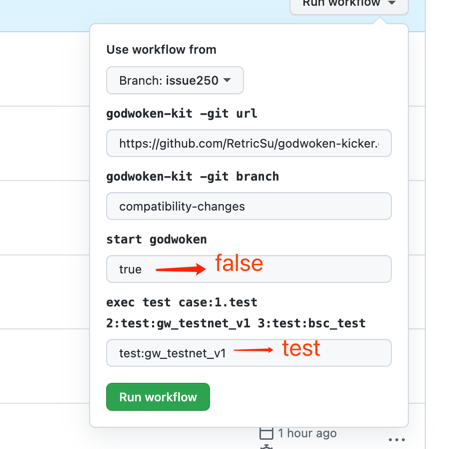 Run workflow
Use workflow from
Branch: issue250
godwoken-kit -git url
https://github.com/RetricSu/godwoken-kicker.
godwoken-kit -git branch
compatibility-changes
start godwoken
true false
exec test case:1.test
2:test:gw_testnet_v1 3:test:bsc_test
test:gw_testnet_v1 test
Run workflow
1 hour ago